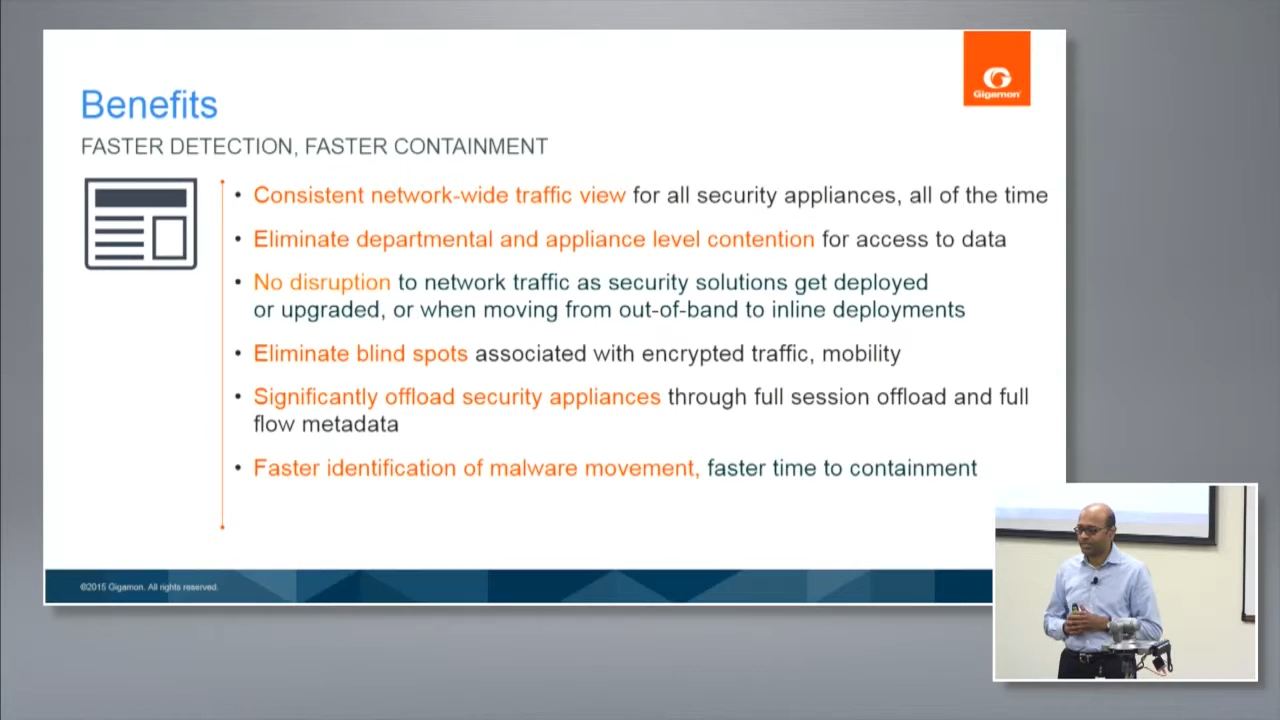 Gigamon
Benefits
FASTER DETECTION, FASTER CONTAINMENT
• Consistent network-wide traffic view for all security appliances, all of the time
• Eliminate departmental and appliance level contention for access to data
• No disruption to network traffic as security solutions get deployed
or upgraded, or when moving from out-of-band to inline deployments
• Eliminate blind spots associated with encrypted traffic, mobility
• Significantly offload security appliances through full session offload and full
flow metadata
• Faster identification of malware movement, faster time to containment
©2015 Gigamon. All rights reserved.